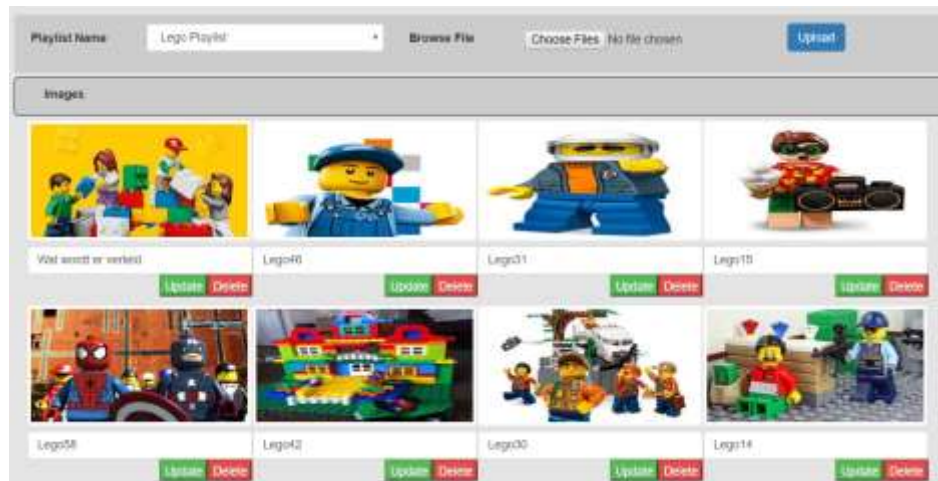 Playlist Name Lego Playlist Browse File Choose Files No file chosen Upload
Images
Wat wordt er verteld Lego46 Lego31 Lego15
Update Delete Update Delete Update Delete Update Delete
Lego58 Lego42 Lego30 Lego14
Update Delete Update Delete Update Delete Update Delete